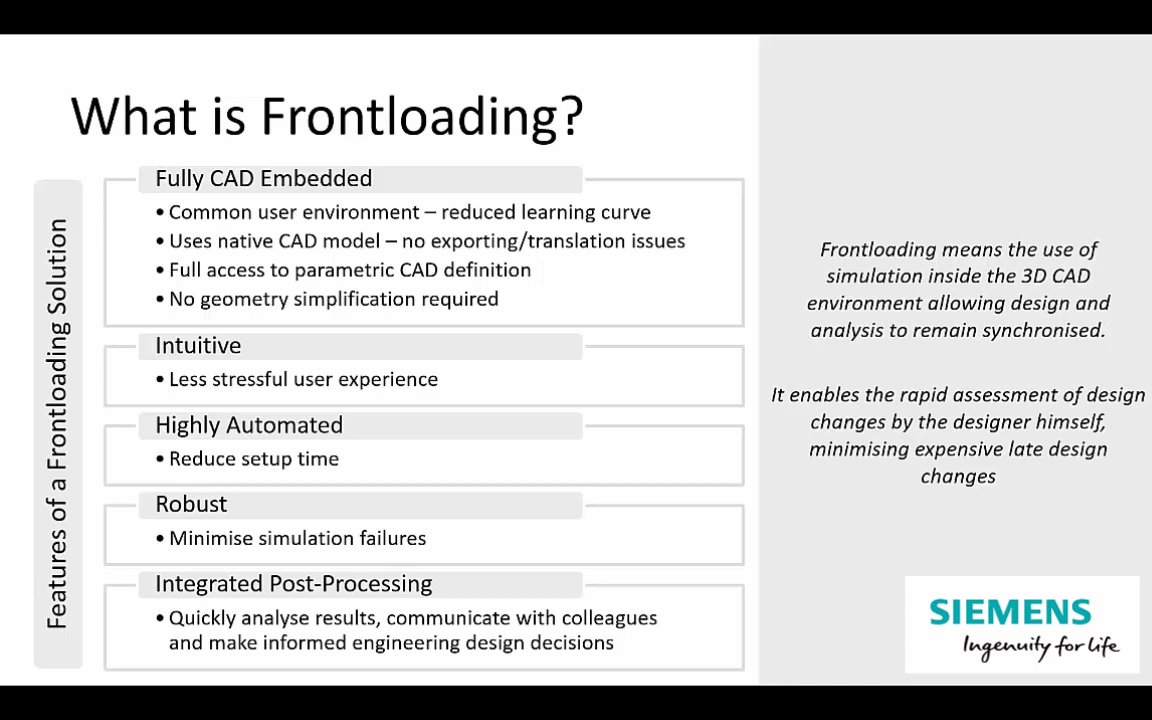 What is Frontloading?
Features of a Frontloading Solution
Fully CAD Embedded
• Common user environment – reduced learning curve
• Uses native CAD model – no exporting/translation issues
• Full access to parametric CAD definition
• No geometry simplification required
Intuitive
• Less stressful user experience
Highly Automated
• Reduce setup time
Robust
• Minimise simulation failures
Integrated Post-Processing
• Quickly analyse results, communicate with colleagues
and make informed engineering design decisions
Frontloading means the use of
simulation inside the 3D CAD
environment allowing design and
analysis to remain synchronised.
It enables the rapid assessment of design
changes by the designer himself,
minimising expensive late design
changes
SIEMENS
Ingenuity for life